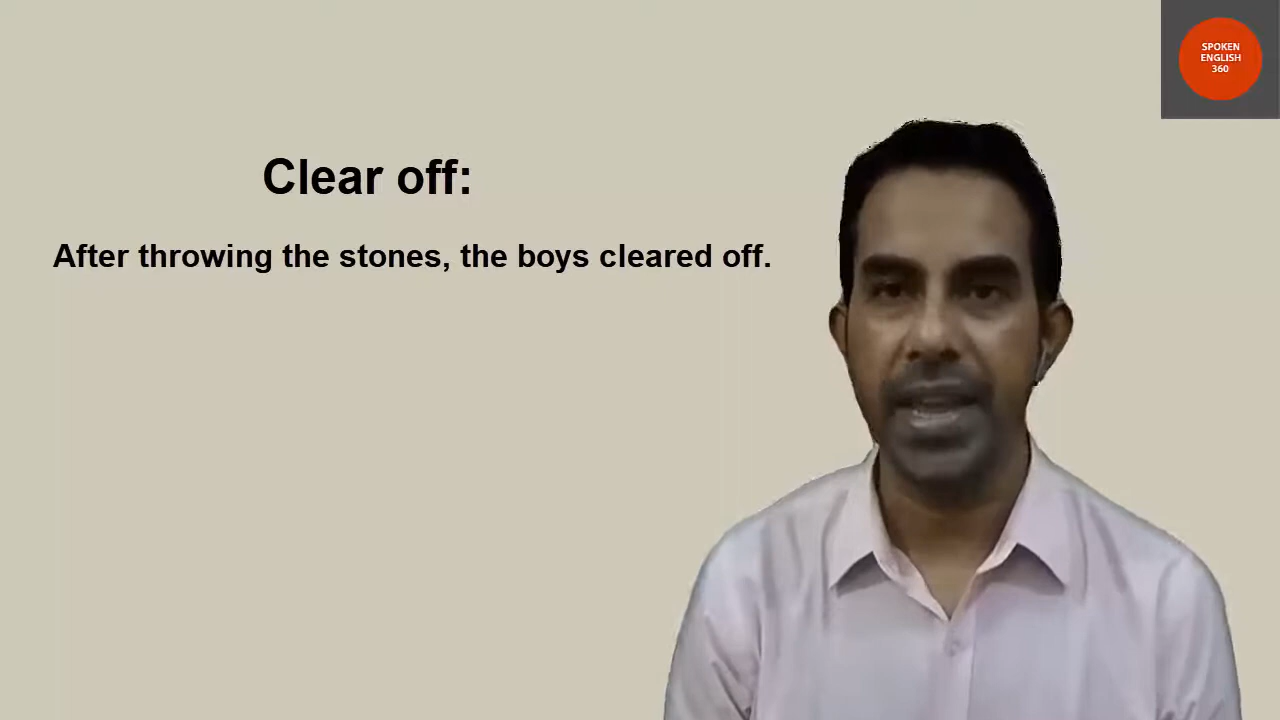 SPOKEN
ENGLISH
360
Clear off:
After throwing the stones, the boys cleared off.